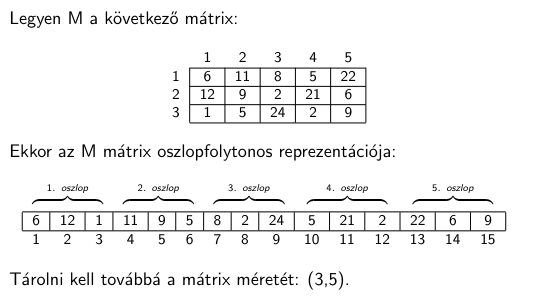 Legyen M a következő mátrix:
1 2 3 4 5
1 6 11 8 5 22
2 12 9 2 21 6
3 1 5 24 2 9
Ekkor az M mátrix oszlopfolytonos reprezentációja:
1. oszlop 2. oszlop 3. oszlop 4. oszlop 5. oszlop
6 12 1 11 9 5 8 2 24 5 21 2 22 6 9
1 2 3 4 5 6 7 8 9 10 11 12 13 14 15
Tárolni kell továbbá a mátrix méretét: (3,5).